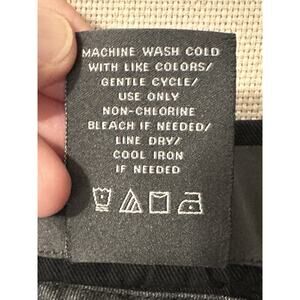 MACHINE WASH COLD
WITH LIKE COLORS/
GENTLE CYCLE/
USE ONLY
NON-CHLORINE
BLEACH IF NEEDED/
LINE DRY/
COOL IRON
IF NEEDED